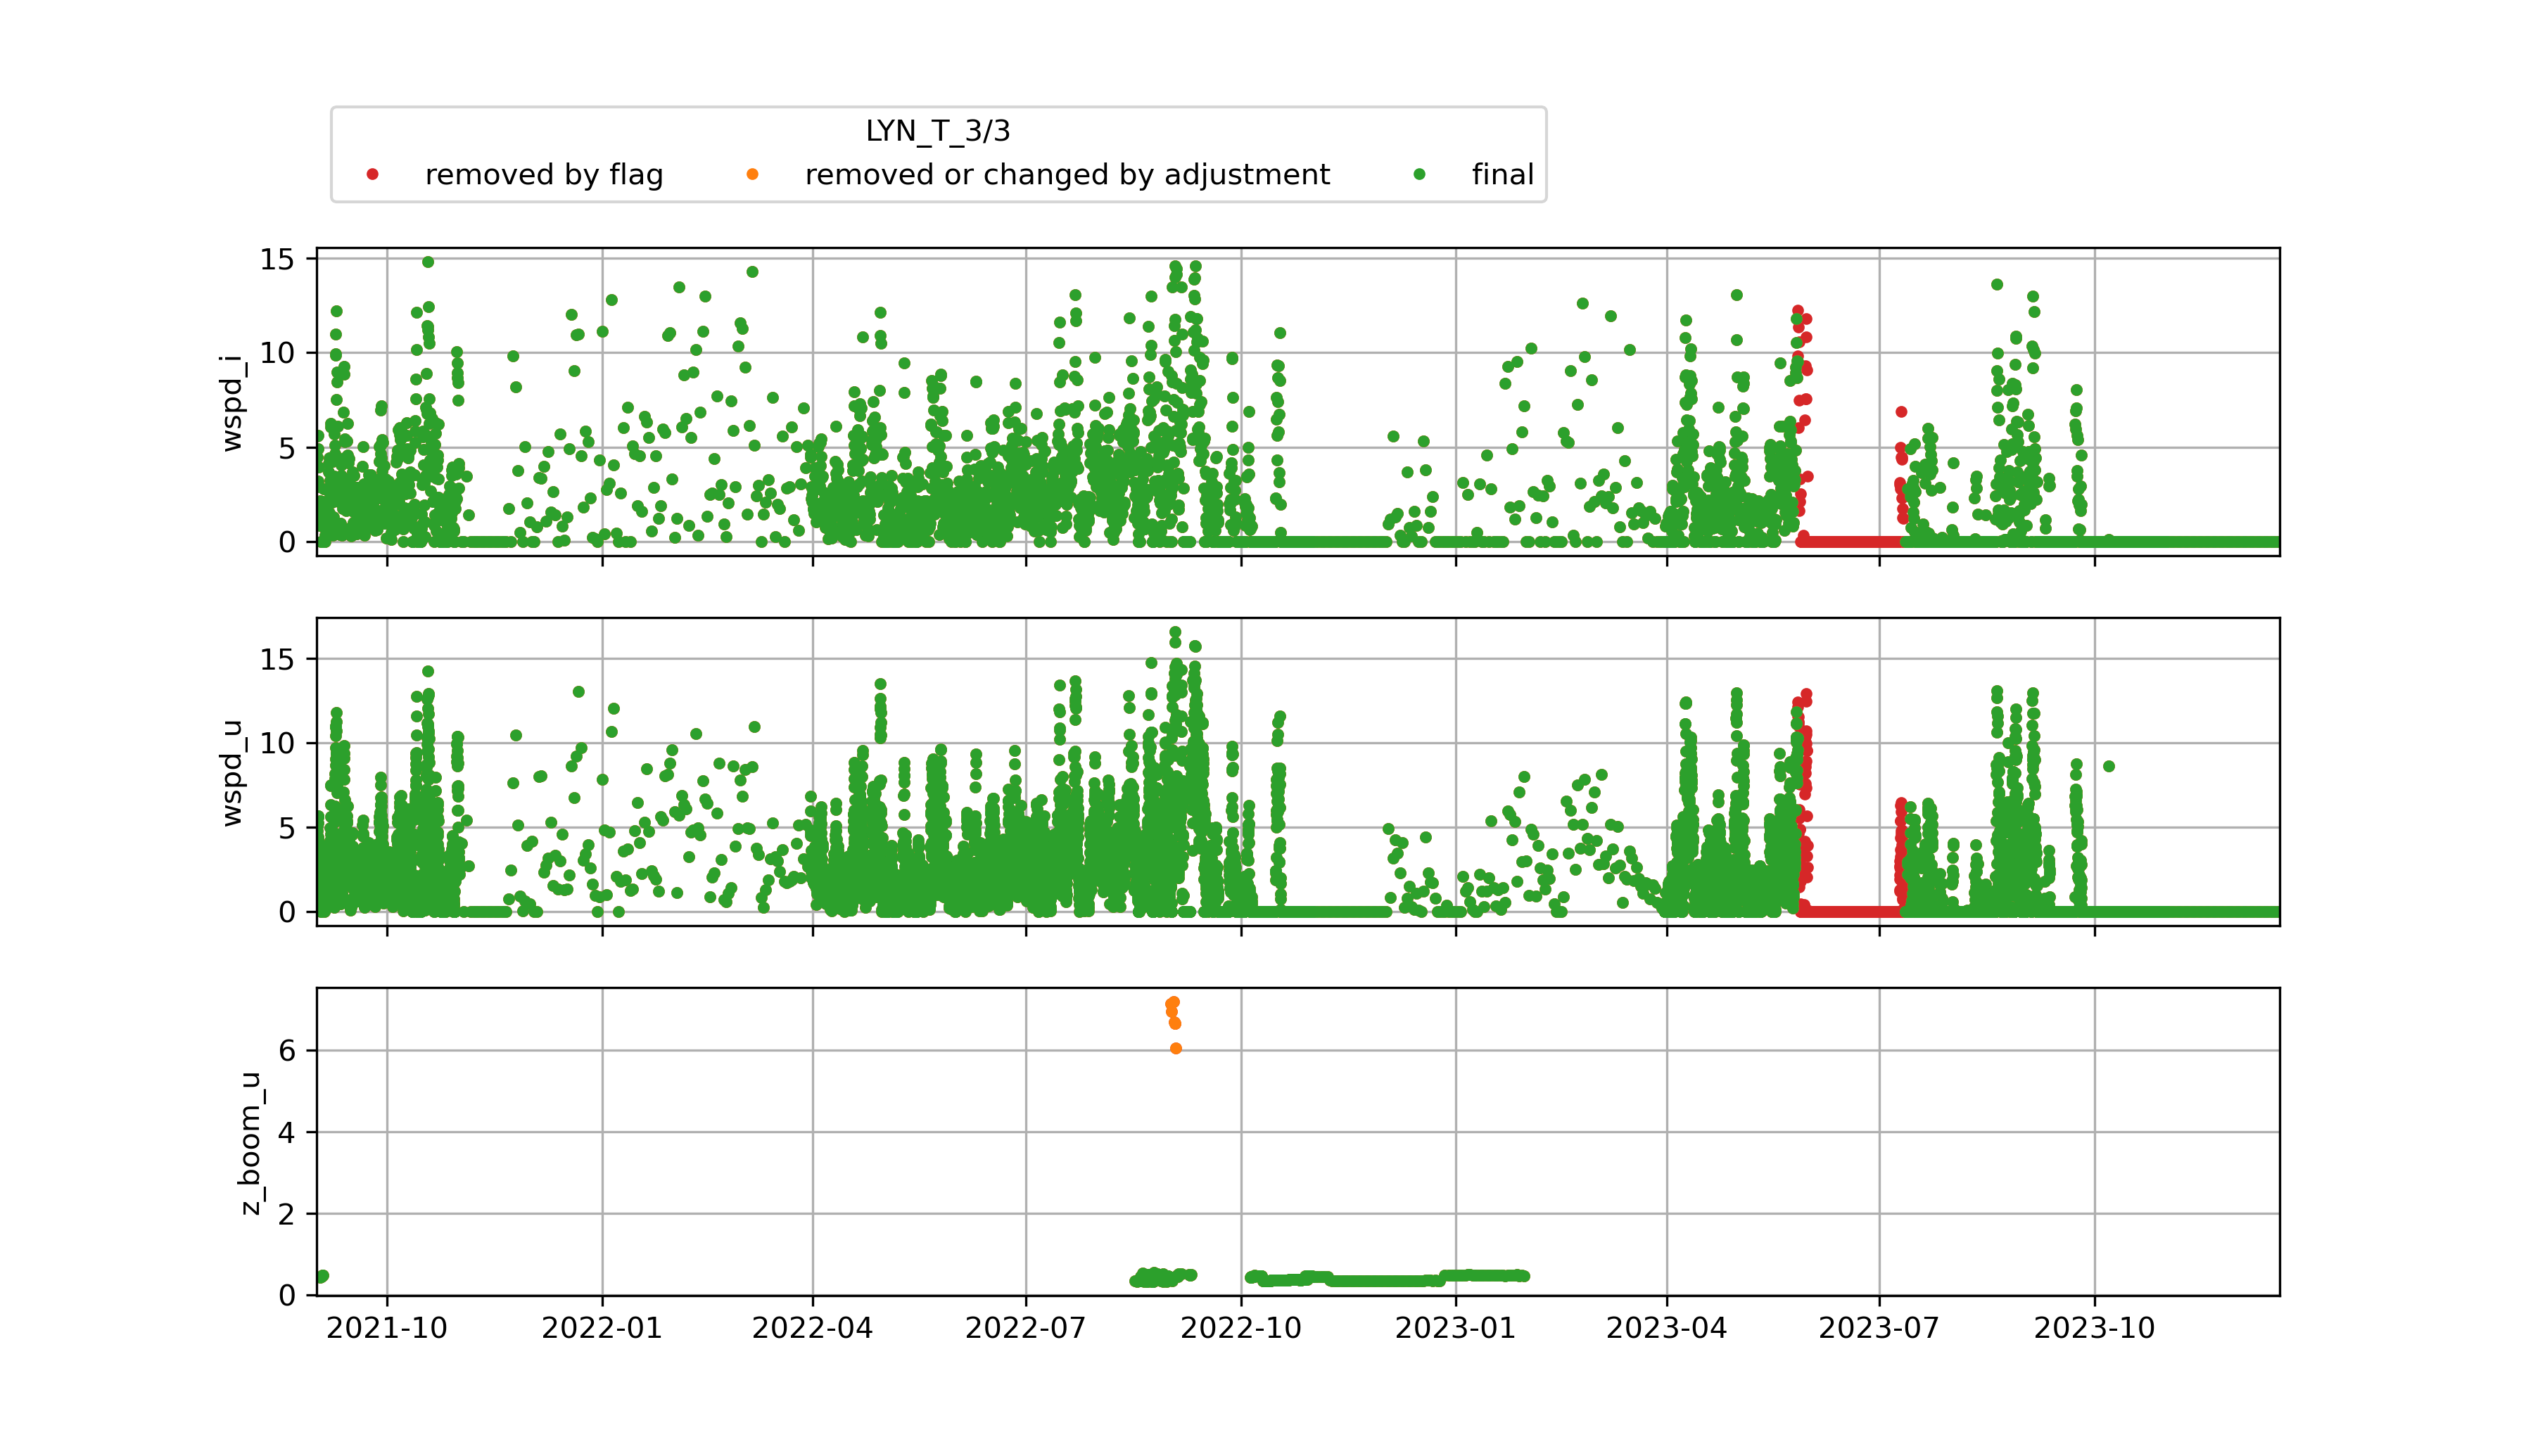 LYN_T_3/3
removed by flag removed or changed by adjustment final
15
10
5
0
wspd_i
15
10
5
0
wspd_u
6
4
2
0
z_boom_u
2021-10 2022-01 2022-04 2022-07 2022-10 2023-01 2023-04 2023-07 2023-10